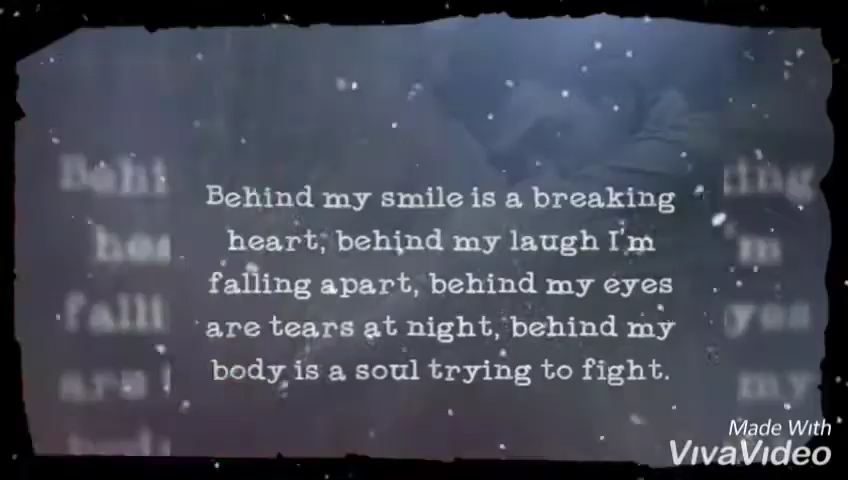 Behind my smile is a breaking
heart, behind my laugh I'm
falling apart, behind my eyes
are tears at night, behind my
body is a soul trying to fight.
Made With
VivaVideo